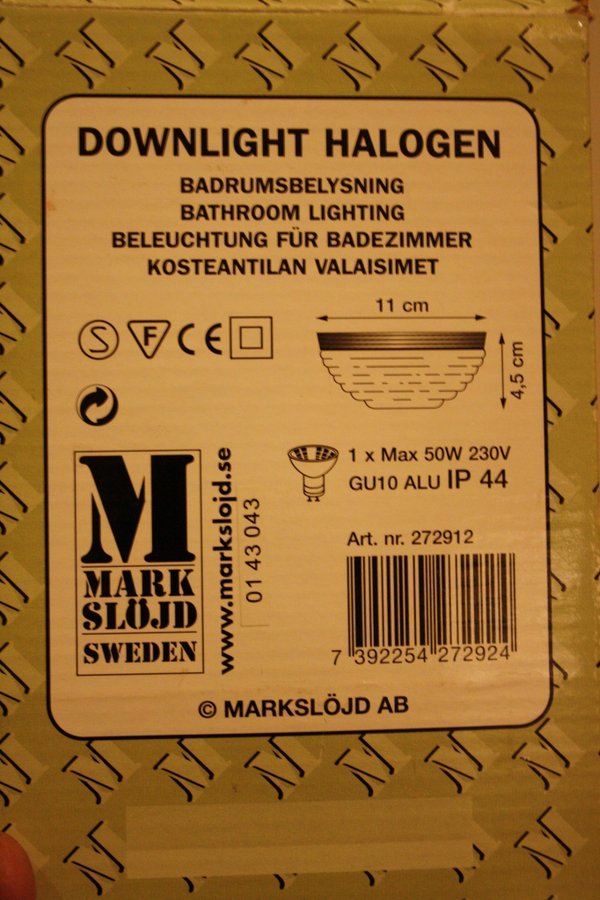 DOWNLIGHT HALOGEN
BADRUMSBELYSNING
BATHROOM LIGHTING
BELEUCHTUNG FÜR BADEZIMMER
KOSTEANTILAN VALAISIMET
S F CE
11 cm
4,5 cm
1 x Max 50W 230V
GU10 ALU IP 44
M
MARK
SLÖJD
SWEDEN
www.markslojd.se
01 43 043
Art. nr. 272912
7 392254 272924
© MARKSLÖJD AB